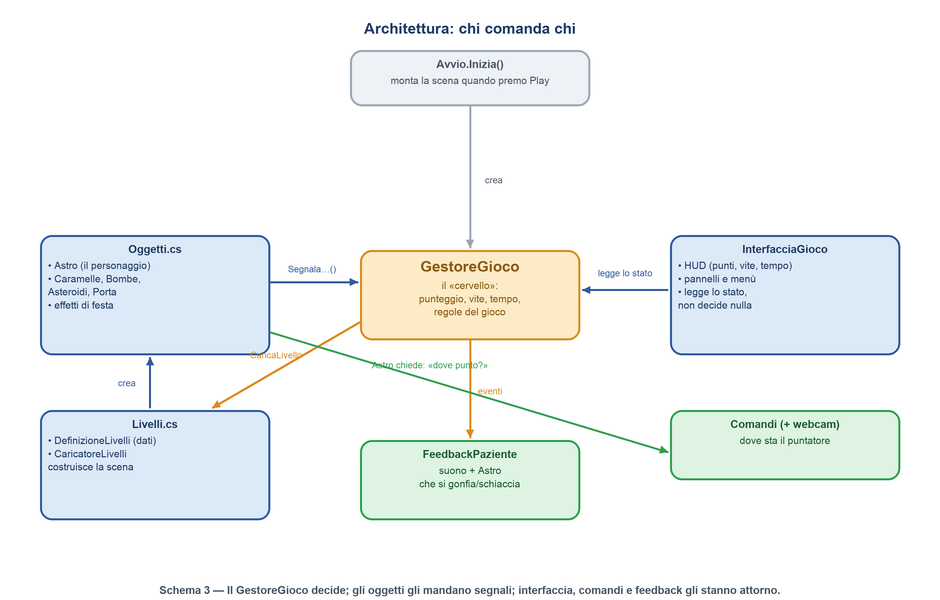 Architettura: chi comanda chi
Avvio.Inizia()
monta la scena quando premo Play
crea
Oggetti.cs
• Astro (il personaggio)
• Caramelle, Bombe,
Asteroidi, Porta
• effetti di festa
Segnala…()
GestoreGioco
il «cervello»:
punteggio, vite, tempo,
regole del gioco
legge lo stato
InterfacciaGioco
• HUD (punti, vite, tempo)
• pannelli e menù
• legge lo stato,
non decide nulla
CaricaLivello
Astro chiede: «dove punto?»
crea
eventi
Livelli.cs
• DefinizioneLivelli (dati)
• CaricatoreLivelli
costruisce la scena
FeedbackPaziente
suono + Astro
che si gonfia/schiaccia
Comandi (+ webcam)
dove sta il puntatore
Schema 3 — Il GestoreGioco decide; gli oggetti gli mandano segnali; interfaccia, comandi e feedback gli stanno attorno.